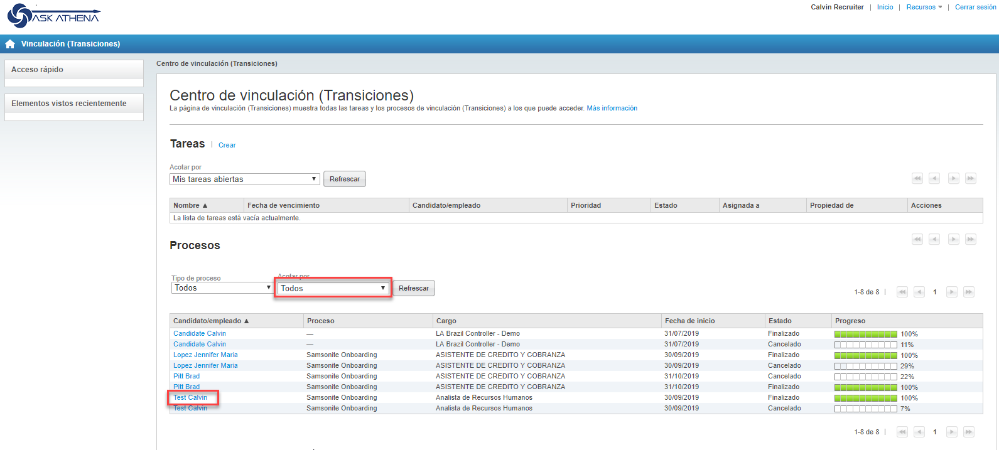 ASK ATHENA
Calvin Recruiter | Inicio | Recursos | Cerrar sesión
Vinculación (Transiciones)
Acceso rápido
Elementos vistos recientemente
Centro de vinculación (Transiciones)
Centro de vinculación (Transiciones)
La página de vinculación (Transiciones) muestra todas las tareas y los procesos de vinculación (Transiciones) a los que puede acceder. Más información
Tareas | Crear
Acotar por
Mis tareas abiertas Refrescar
Nombre Fecha de vencimiento Candidato/empleado Prioridad Estado Asignada a Propiedad de Acciones
La lista de tareas está vacía actualmente.
Procesos
Tipo de proceso Acotar por
Todos Todos Refrescar
1-8 de 8 | 1
Candidato/empleado Proceso Cargo Fecha de inicio Estado Progreso
Candidate Calvin — LA Brazil Controller - Demo 31/07/2019 Finalizado 100%
Candidate Calvin — LA Brazil Controller - Demo 31/07/2019 Cancelado 11%
Lopez Jennifer Maria Samsonite Onboarding ASISTENTE DE CREDITO Y COBRANZA 30/09/2019 Finalizado 100%
Lopez Jennifer Maria Samsonite Onboarding ASISTENTE DE CREDITO Y COBRANZA 30/09/2019 Cancelado 29%
Pitt Brad Samsonite Onboarding ASISTENTE DE CREDITO Y COBRANZA 31/10/2019 Cancelado 22%
Pitt Brad Samsonite Onboarding ASISTENTE DE CREDITO Y COBRANZA 31/10/2019 Finalizado 100%
Test Calvin Samsonite Onboarding Analista de Recursos Humanos 30/09/2019 Finalizado 100%
Test Calvin Samsonite Onboarding Analista de Recursos Humanos 30/09/2019 Cancelado 7%
1-8 de 8 | 1